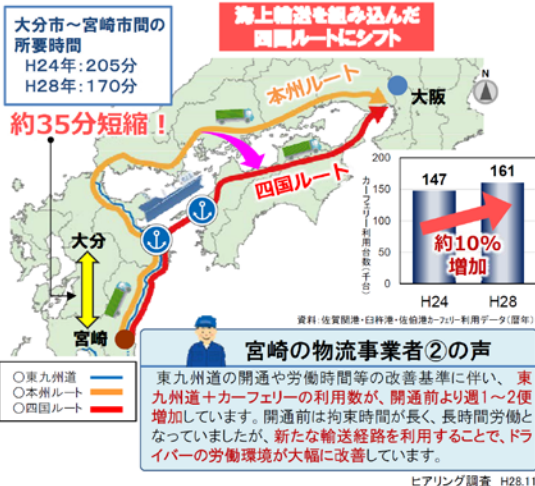 大分市～宮崎市間の
所要時間
H24年:205分
H28年:170分
約35分短縮！
海上輸送を組み込んだ
四国ルートにシフト
本州ルート
大阪
N
四国ルート
大分
宮崎
○東九州道
○本州ルート
○四国ルート
カーフェリー利用台数(千台)
200
150
100
50
0
147
161
約10%
増加
H24
H28
資料:佐賀関港・臼杵港・佐伯港カーフェリー利用データ(暦年)
宮崎の物流事業者②の声
東九州道の開通や労働時間等の改善基準に伴い、東
九州道＋カーフェリーの利用数が、開通前より週1～2便
増加しています。開通前は拘束時間が長く、長時間労働と
なっていましたが、新たな輸送経路を利用することで、ドラ
イバーの労働環境が大幅に改善しています。
ヒアリング調査 H28.11